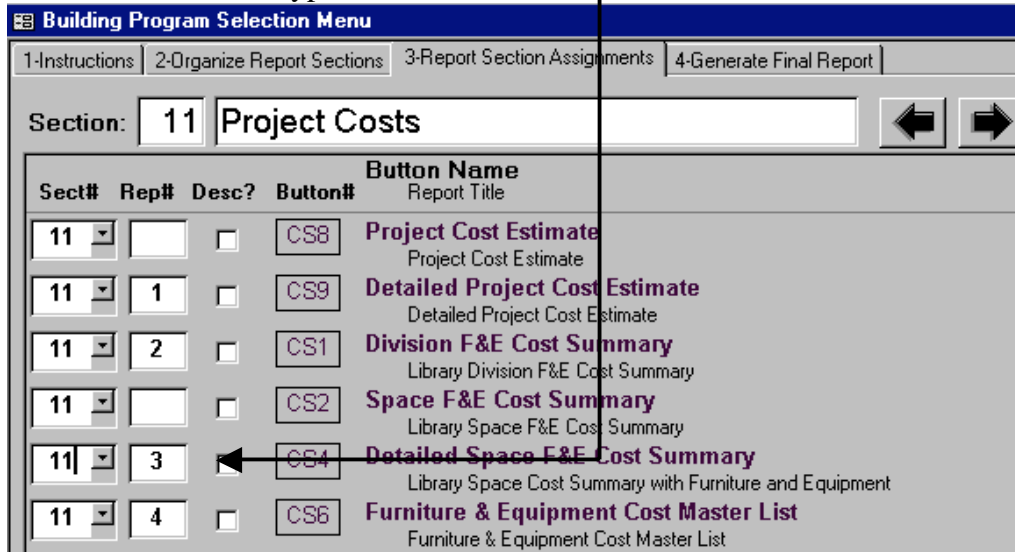 Building Program Selection Menu
1-Instructions 2-Organize Report Sections 3-Report Section Assignments 4-Generate Final Report
Section: 11 Project Costs
Button Name
Sect# Rep# Desc? Button# Report Title
11 CS8 Project Cost Estimate
Project Cost Estimate
11 1 CS9 Detailed Project Cost Estimate
Detailed Project Cost Estimate
11 2 CS1 Division F&E Cost Summary
Library Division F&E Cost Summary
11 CS2 Space F&E Cost Summary
Library Space F&E Cost Summary
11 3 CS4 Detailed Space F&E Cost Summary
Library Space Cost Summary with Furniture and Equipment
11 4 CS6 Furniture & Equipment Cost Master List
Furniture & Equipment Cost Master List